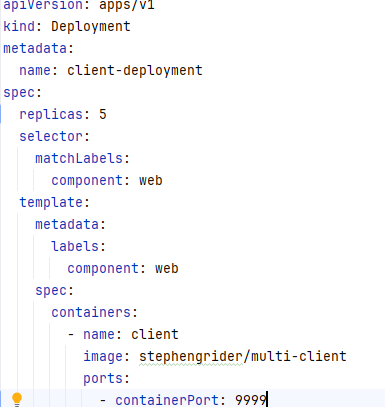 apiVersion: apps/v1
kind: Deployment
metadata:
  name: client-deployment
spec:
  replicas: 5
  selector:
    matchLabels:
      component: web
  template:
    metadata:
      labels:
        component: web
    spec:
      containers:
        - name: client
          image: stephengrider/multi-client
          ports:
            - containerPort: 9999